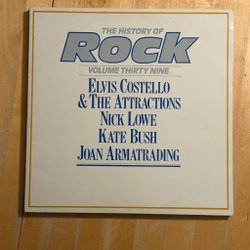 THE HISTORY OF
ROCK
VOLUME THIRTY NINE
ELVIS COSTELLO
& THE ATTRACTIONS
NICK LOWE
KATE BUSH
JOAN ARMATRADING